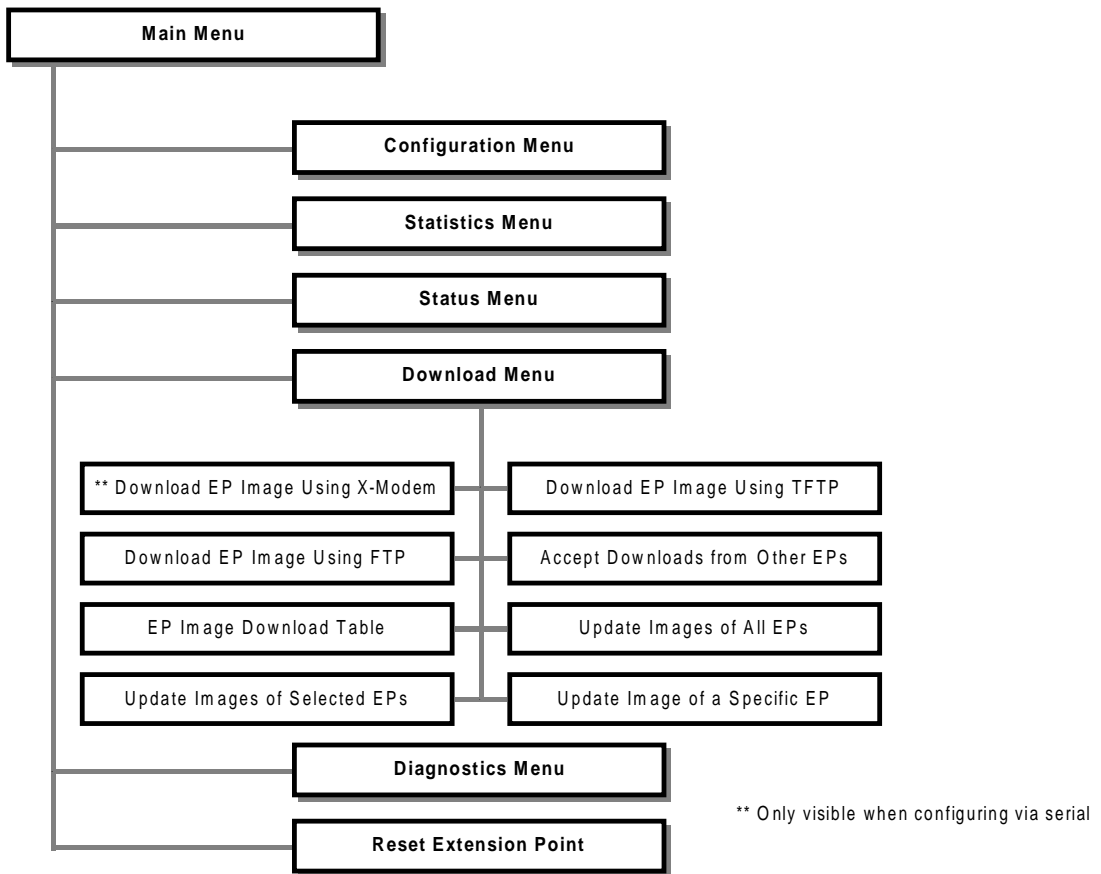 Main Menu
Configuration Menu
Statistics Menu
Status Menu
Download Menu
** Download EP Image Using X-Modem
Download EP Image Using TFTP
Download EP Image Using FTP
Accept Downloads from Other EPs
EP Image Download Table
Update Images of All EPs
Update Images of Selected EPs
Update Image of a Specific EP
Diagnostics Menu
** Only visible when configuring via serial
Reset Extension Point